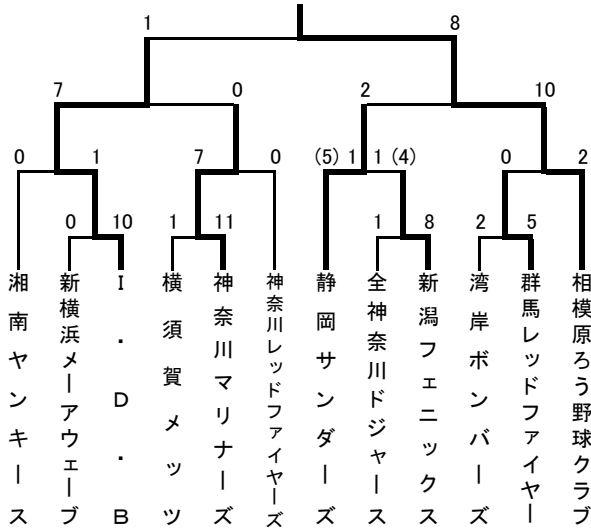 1 8
7 0 2 10
0 1 7 0 (5) 1 1 (4) 0 2
0 10 1 11 1 8 2 5
湘南ヤンキース
新横浜メーアウェーブ
I・D・B
横須賀メッツ
神奈川マリナーズ
神奈川レッドファイヤーズ
静岡サンダーズ
全神奈川ドジャース
新潟フェニックス
湾岸ボンバーズ
群馬レッドファイヤー
相模原ろう野球クラブ